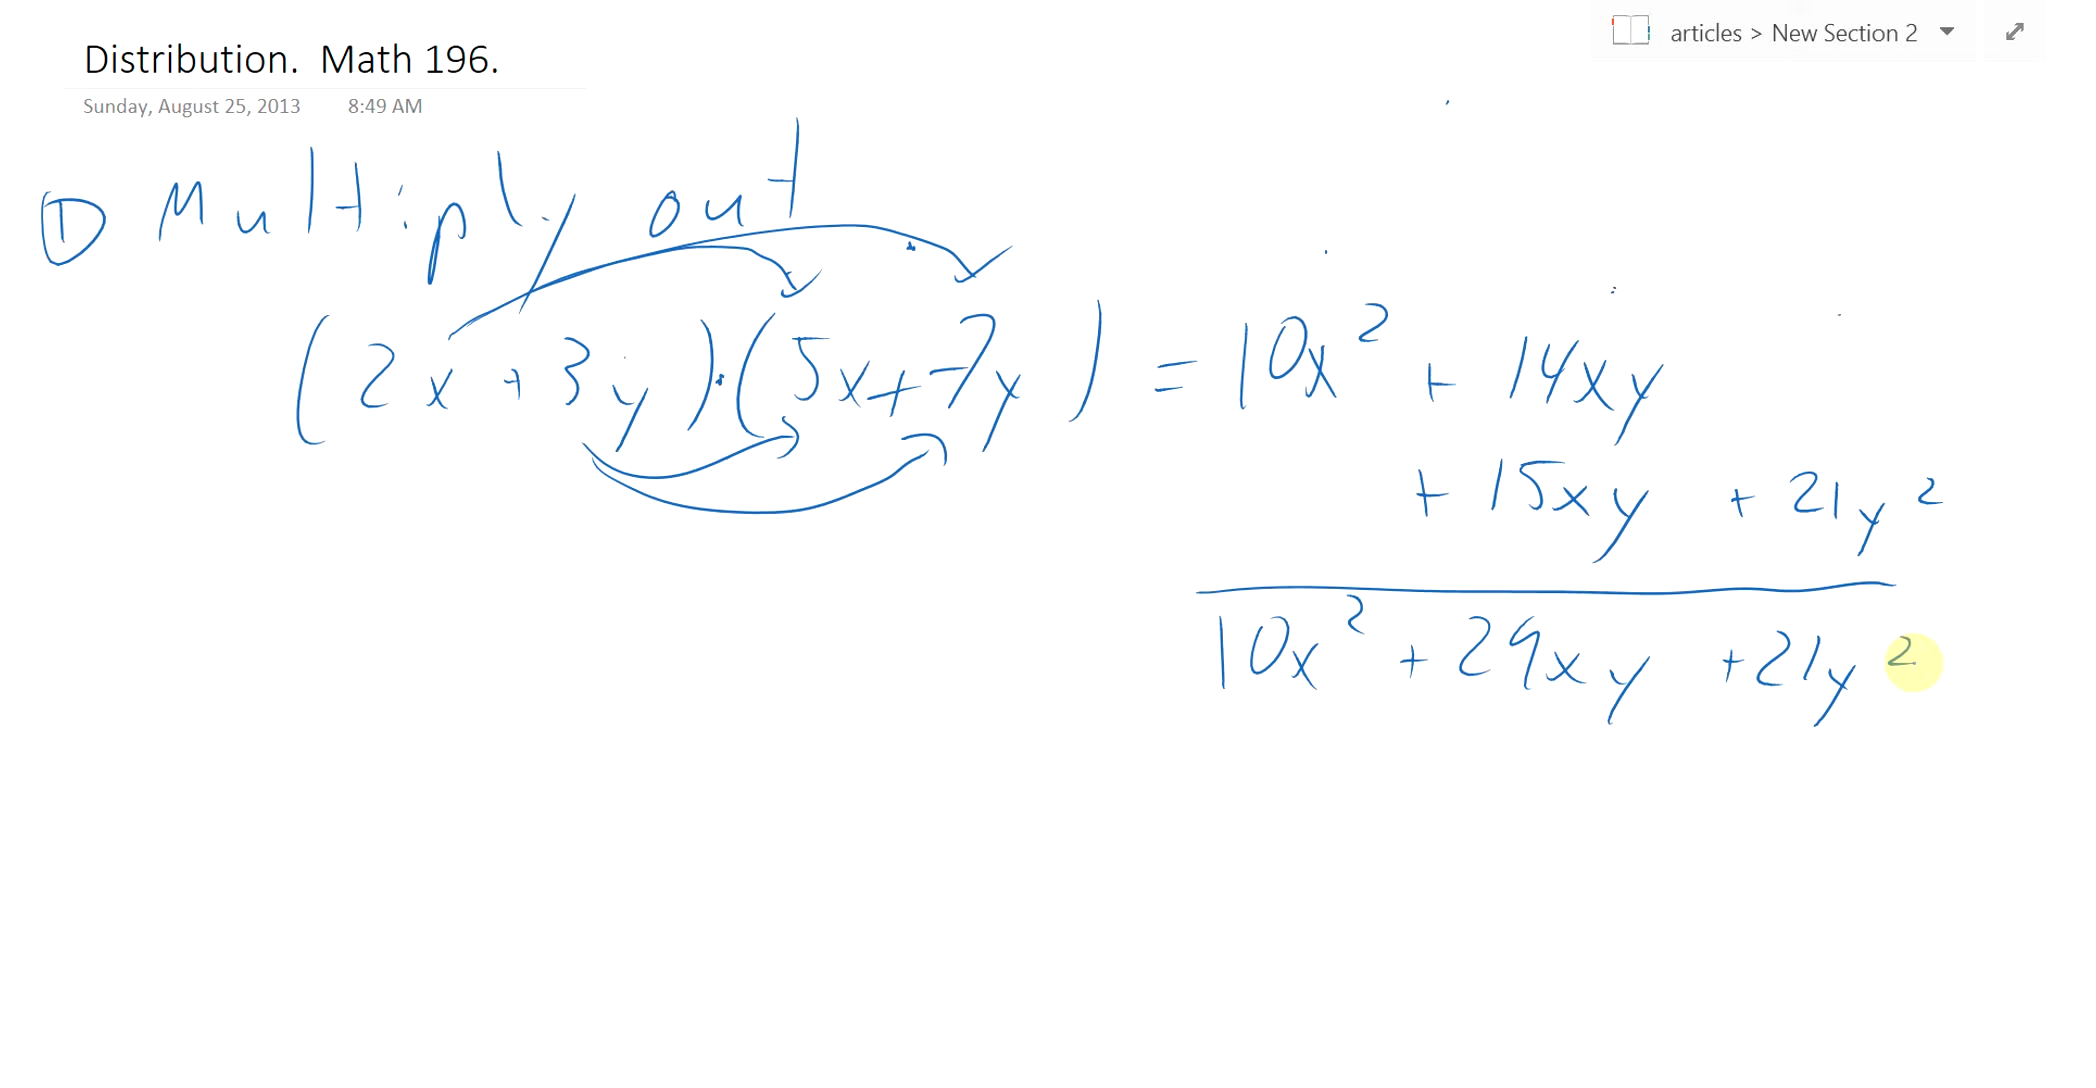 articles > New Section 2
Distribution. Math 196.
Sunday, August 25, 2013 8:49 AM
① Multiply out
(2x + 3y)·(5x + 7y) = 10x² + 14xy
+ 15xy + 21y²
10x² + 29xy + 21y²